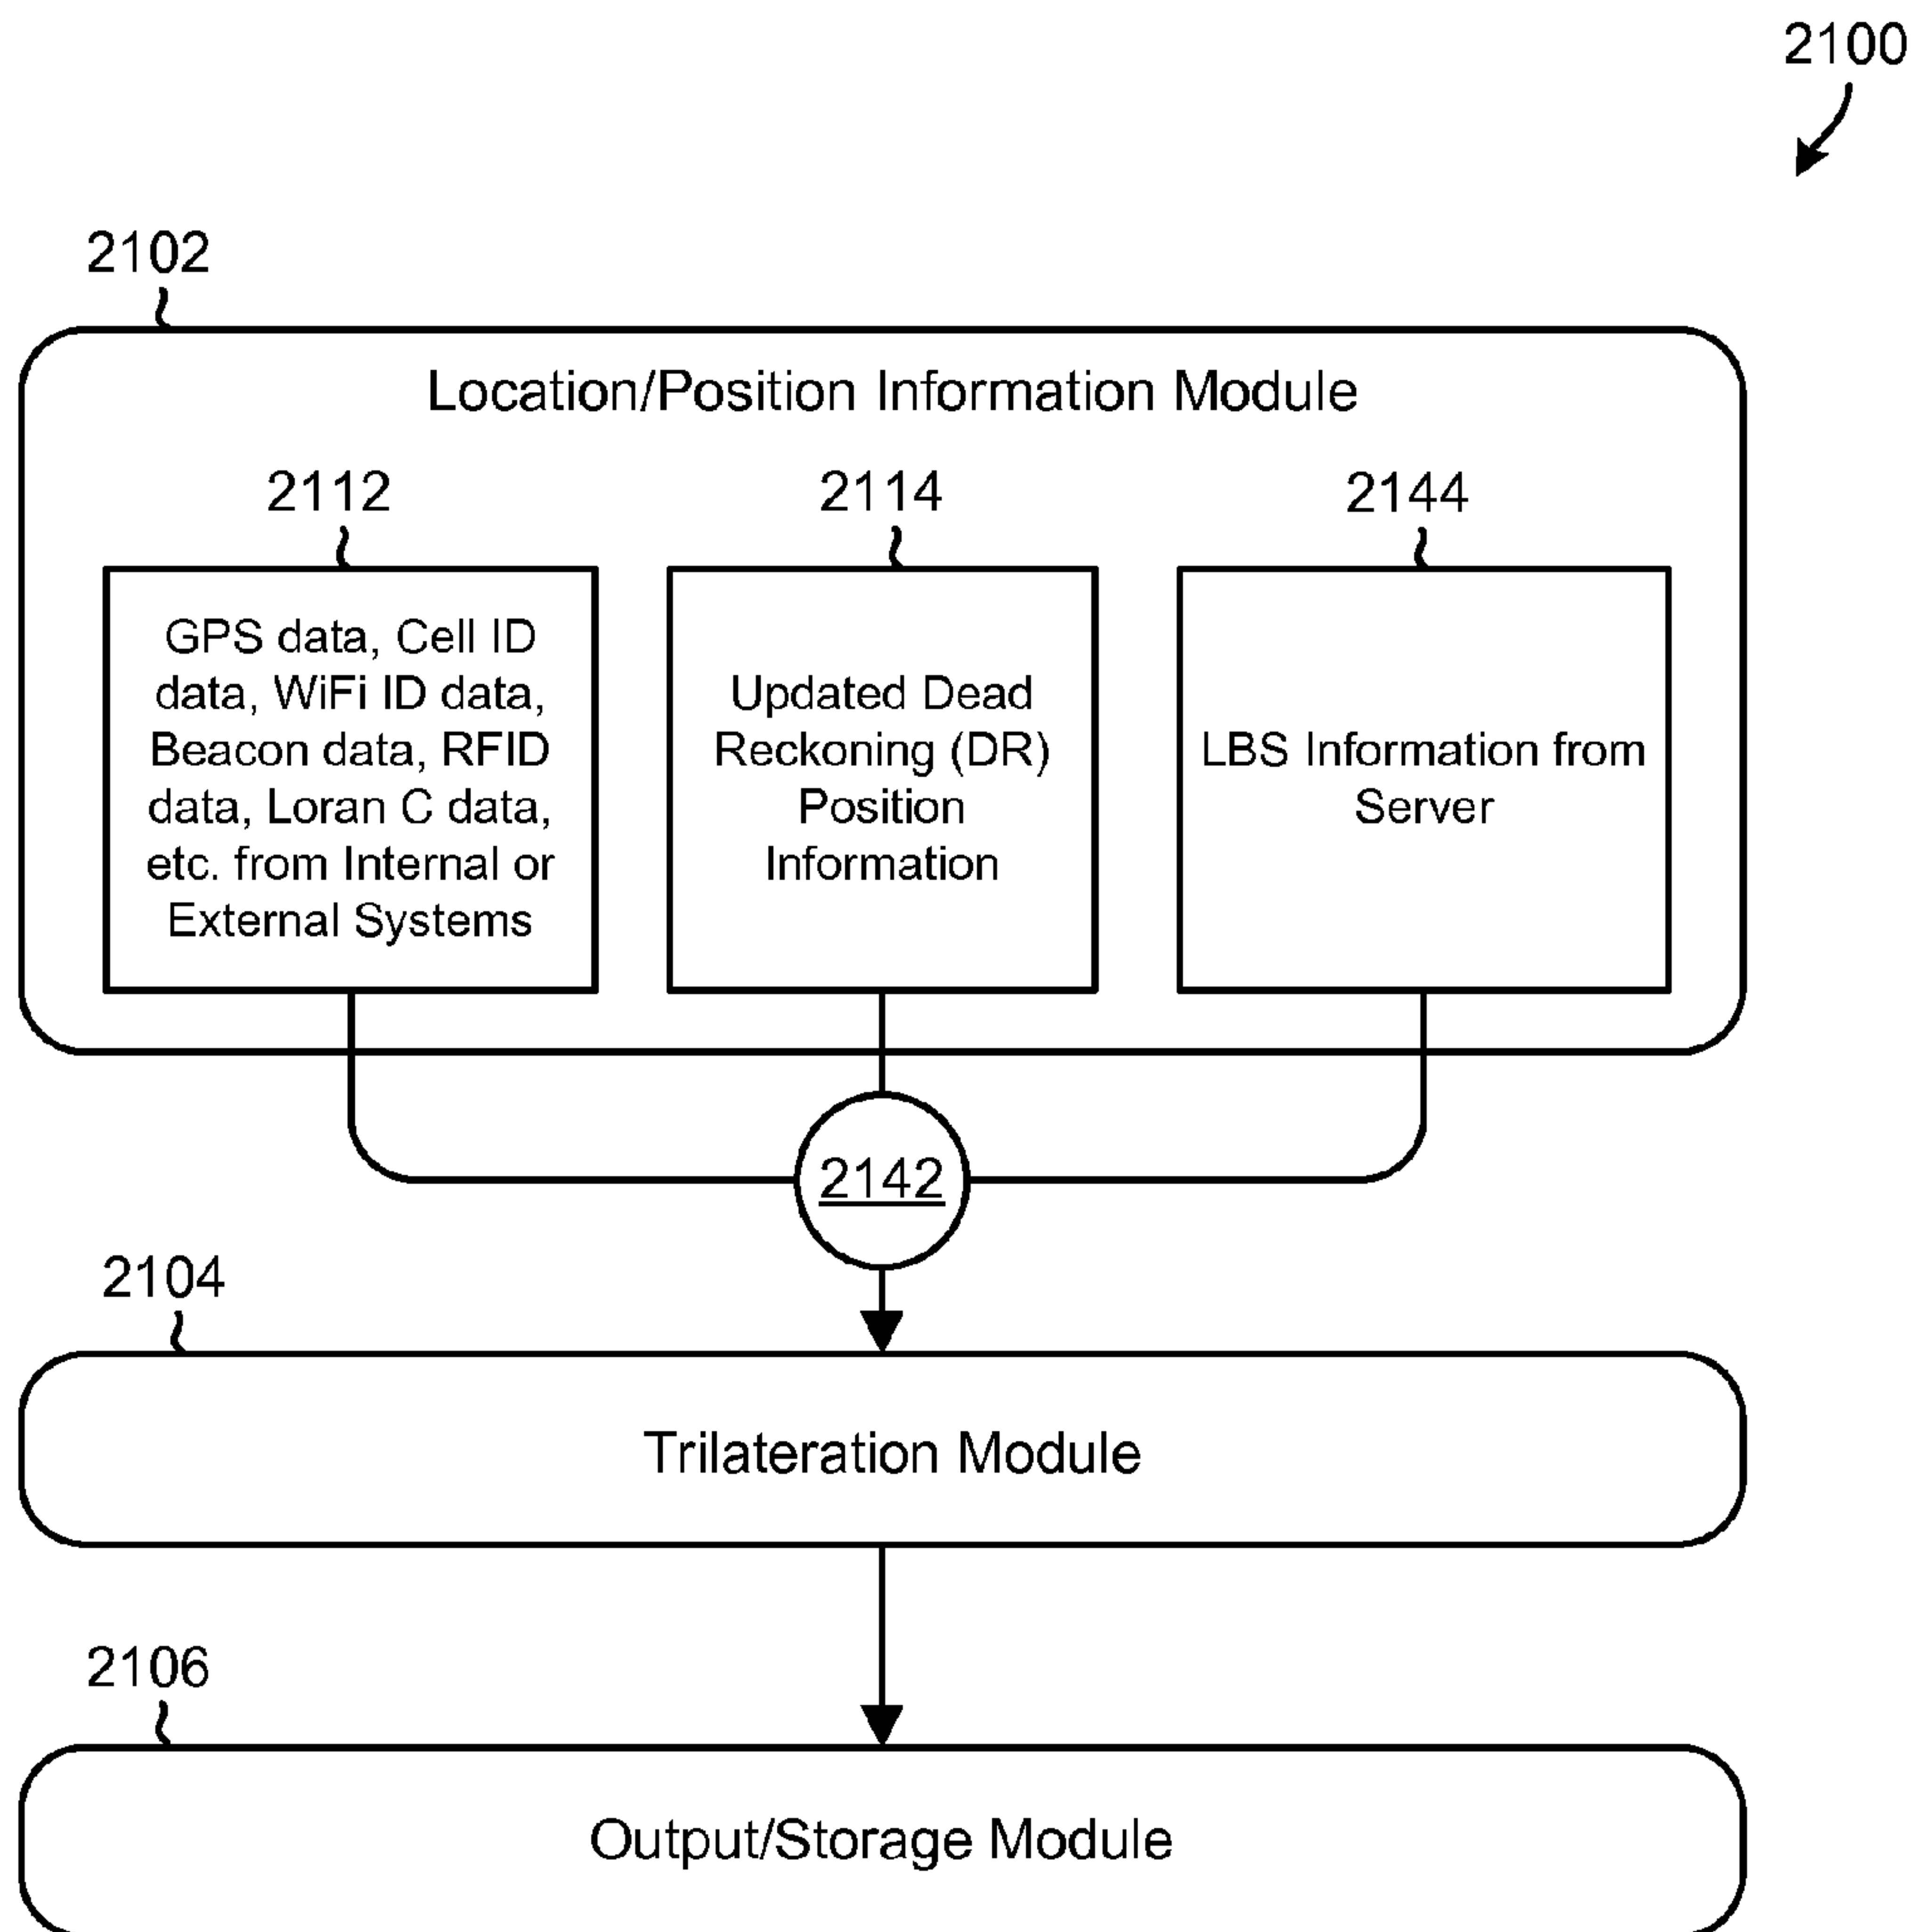 2100
2102
Location/Position Information Module
2112
2114
2144
GPS data, Cell ID
data, WiFi ID data,
Beacon data, RFID
data, Loran C data,
etc. from Internal or
External Systems
Updated Dead
Reckoning (DR)
Position
Information
LBS Information from
Server
2142
2104
Trilateration Module
2106
Output/Storage Module